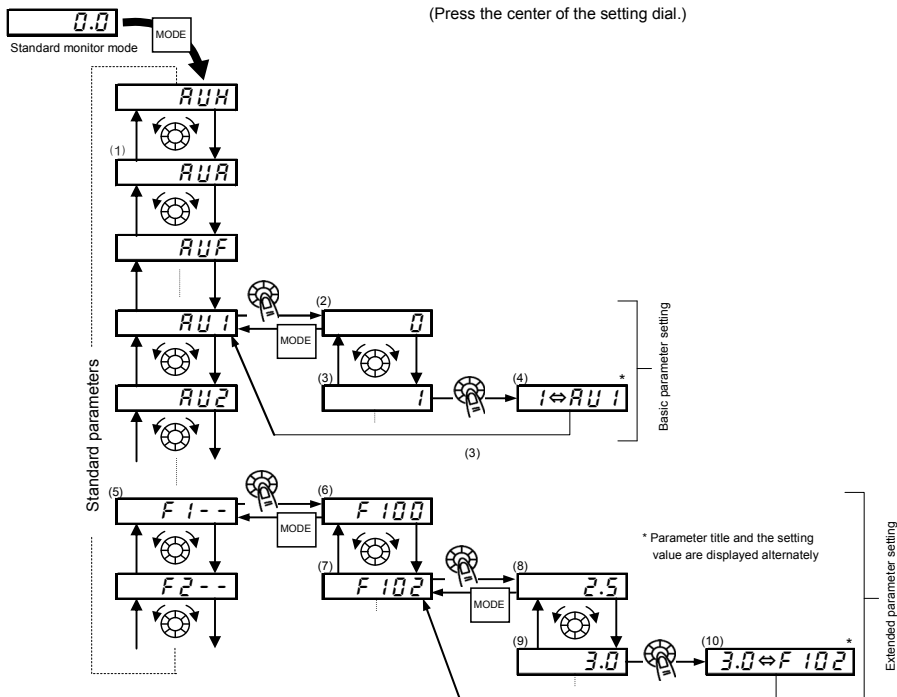 (Press the center of the setting dial.)
0.0
MODE
Standard monitor mode
AUH
(1)
AUA
AUF
AU1
(2)
0
MODE
(3)
1
(4)
1⇔AU1
*
AU2
(3)
Basic parameter setting
Standard parameters
(5)
F1--
(6)
F100
MODE
* Parameter title and the setting
value are displayed alternately
F2--
(7)
F102
(8)
2.5
MODE
(9)
3.0
(10)
3.0⇔F102
*
Extended parameter setting